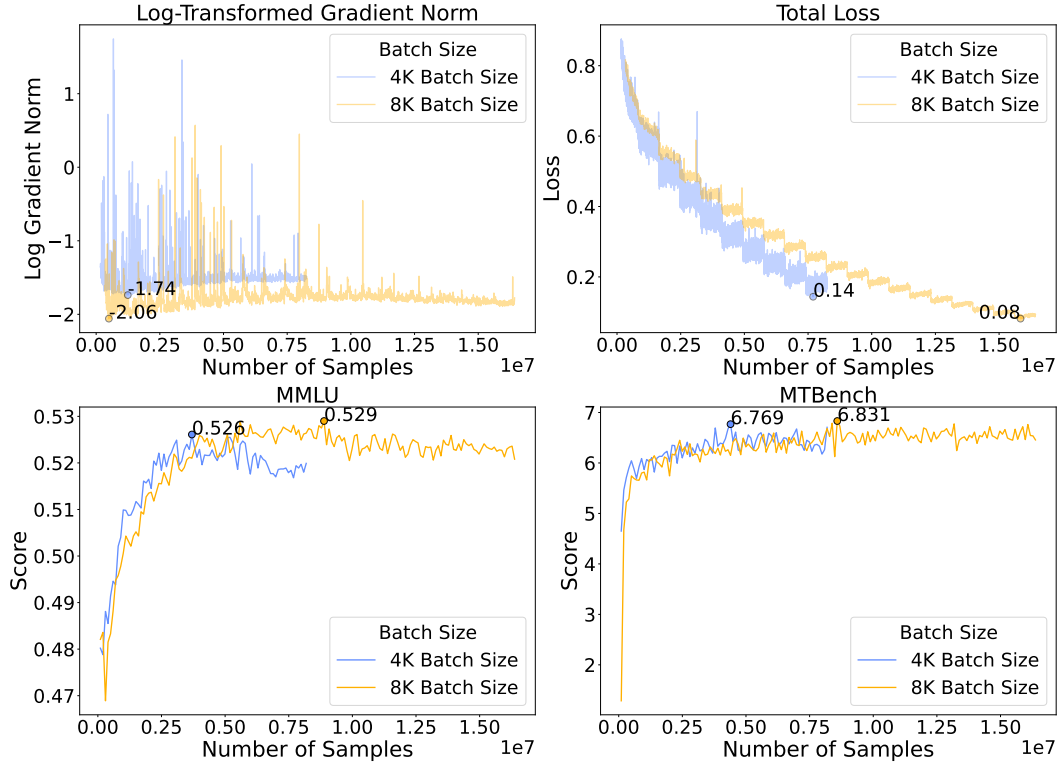 Log-Transformed Gradient Norm
Log Gradient Norm
1
0
−1
−2
-1.74
-2.06
Batch Size
4K Batch Size
8K Batch Size
0.00 0.25 0.50 0.75 1.00 1.25 1.50
1e7
Number of Samples
Total Loss
Loss
0.8
0.6
0.4
0.2
0.14
0.08
Batch Size
4K Batch Size
8K Batch Size
0.00 0.25 0.50 0.75 1.00 1.25 1.50
1e7
Number of Samples
MMLU
Score
0.53
0.52
0.51
0.50
0.49
0.48
0.47
0.526
0.529
Batch Size
4K Batch Size
8K Batch Size
0.00 0.25 0.50 0.75 1.00 1.25 1.50
1e7
Number of Samples
MTBench
Score
7
6
5
4
3
2
6.769
6.831
Batch Size
4K Batch Size
8K Batch Size
0.00 0.25 0.50 0.75 1.00 1.25 1.50
1e7
Number of Samples